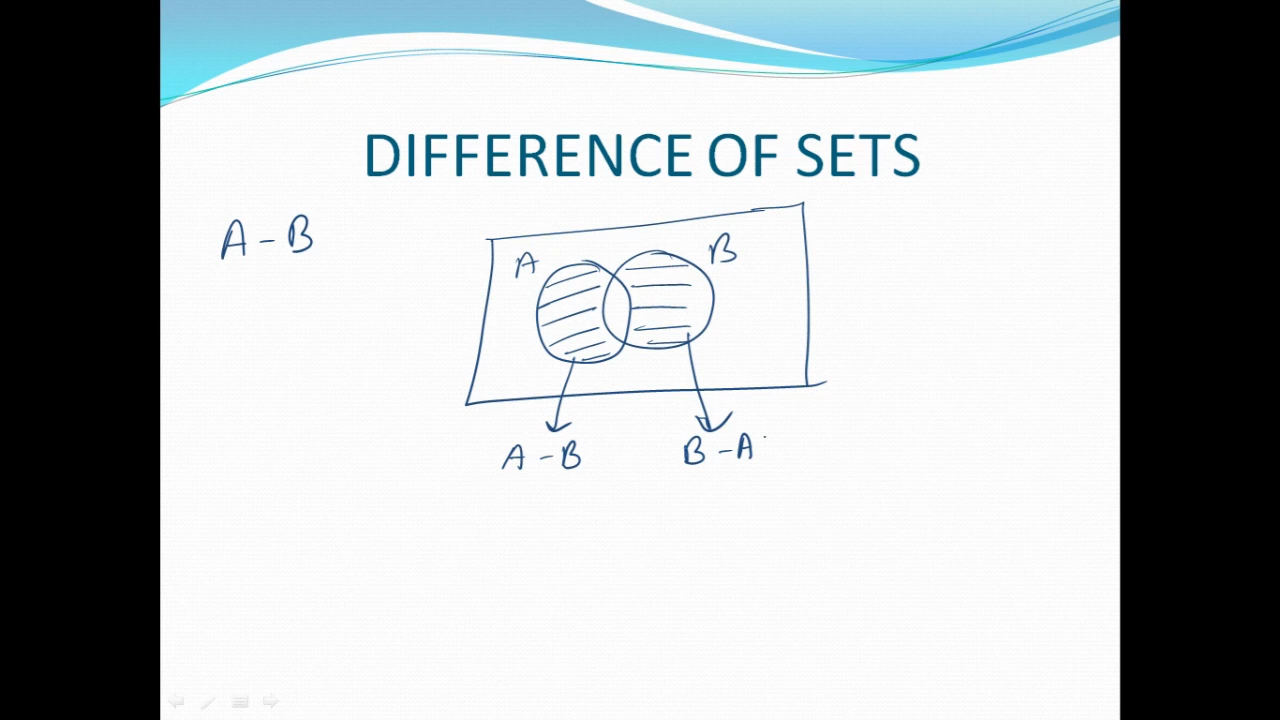 DIFFERENCE OF SETS
A - B
A
B
A - B
B - A